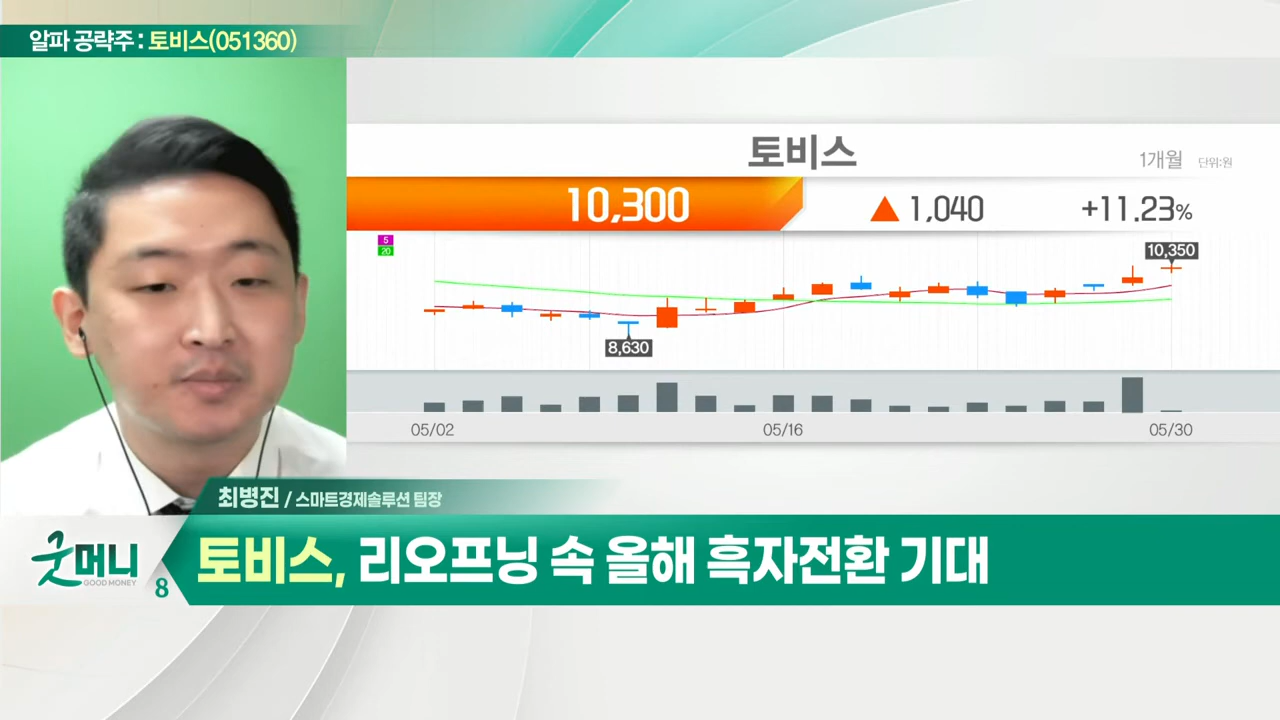 알파 공략주 : 토비스(051360)
토비스
1개월 단위:원
10,300 ▲ 1,040 +11.23%
5
20
10,350
8,630
05/02 05/16 05/30
최병진 / 스마트경제솔루션 팀장
굿머니
GOOD MONEY
8
토비스, 리오프닝 속 올해 흑자전환 기대